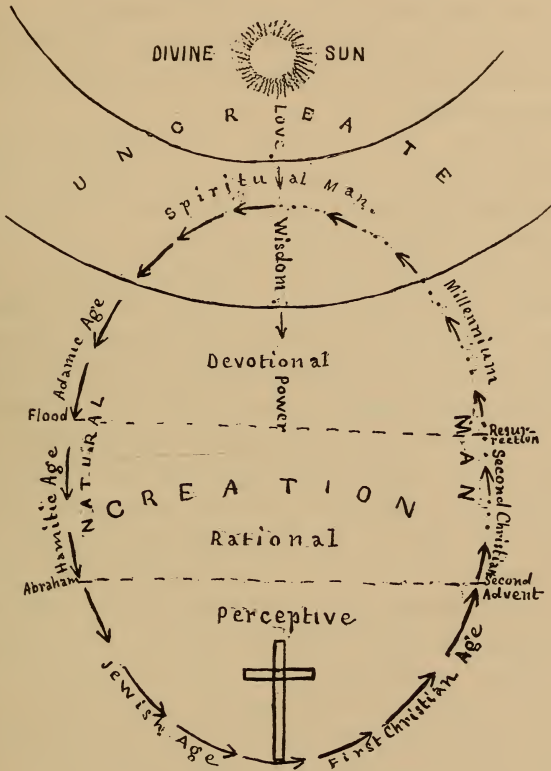 DIVINE SUN
Love
UNCREATE
Spiritual Man.
Wisdom
Millennium
Adamic Age
Devotional
Power
Flood
Resurrection
NATURAL
MAN
Hamitic Age
CREATION
Second Christian
Rational
Abraham
Second
Advent
Perceptive
Jewish Age
First Christian Age